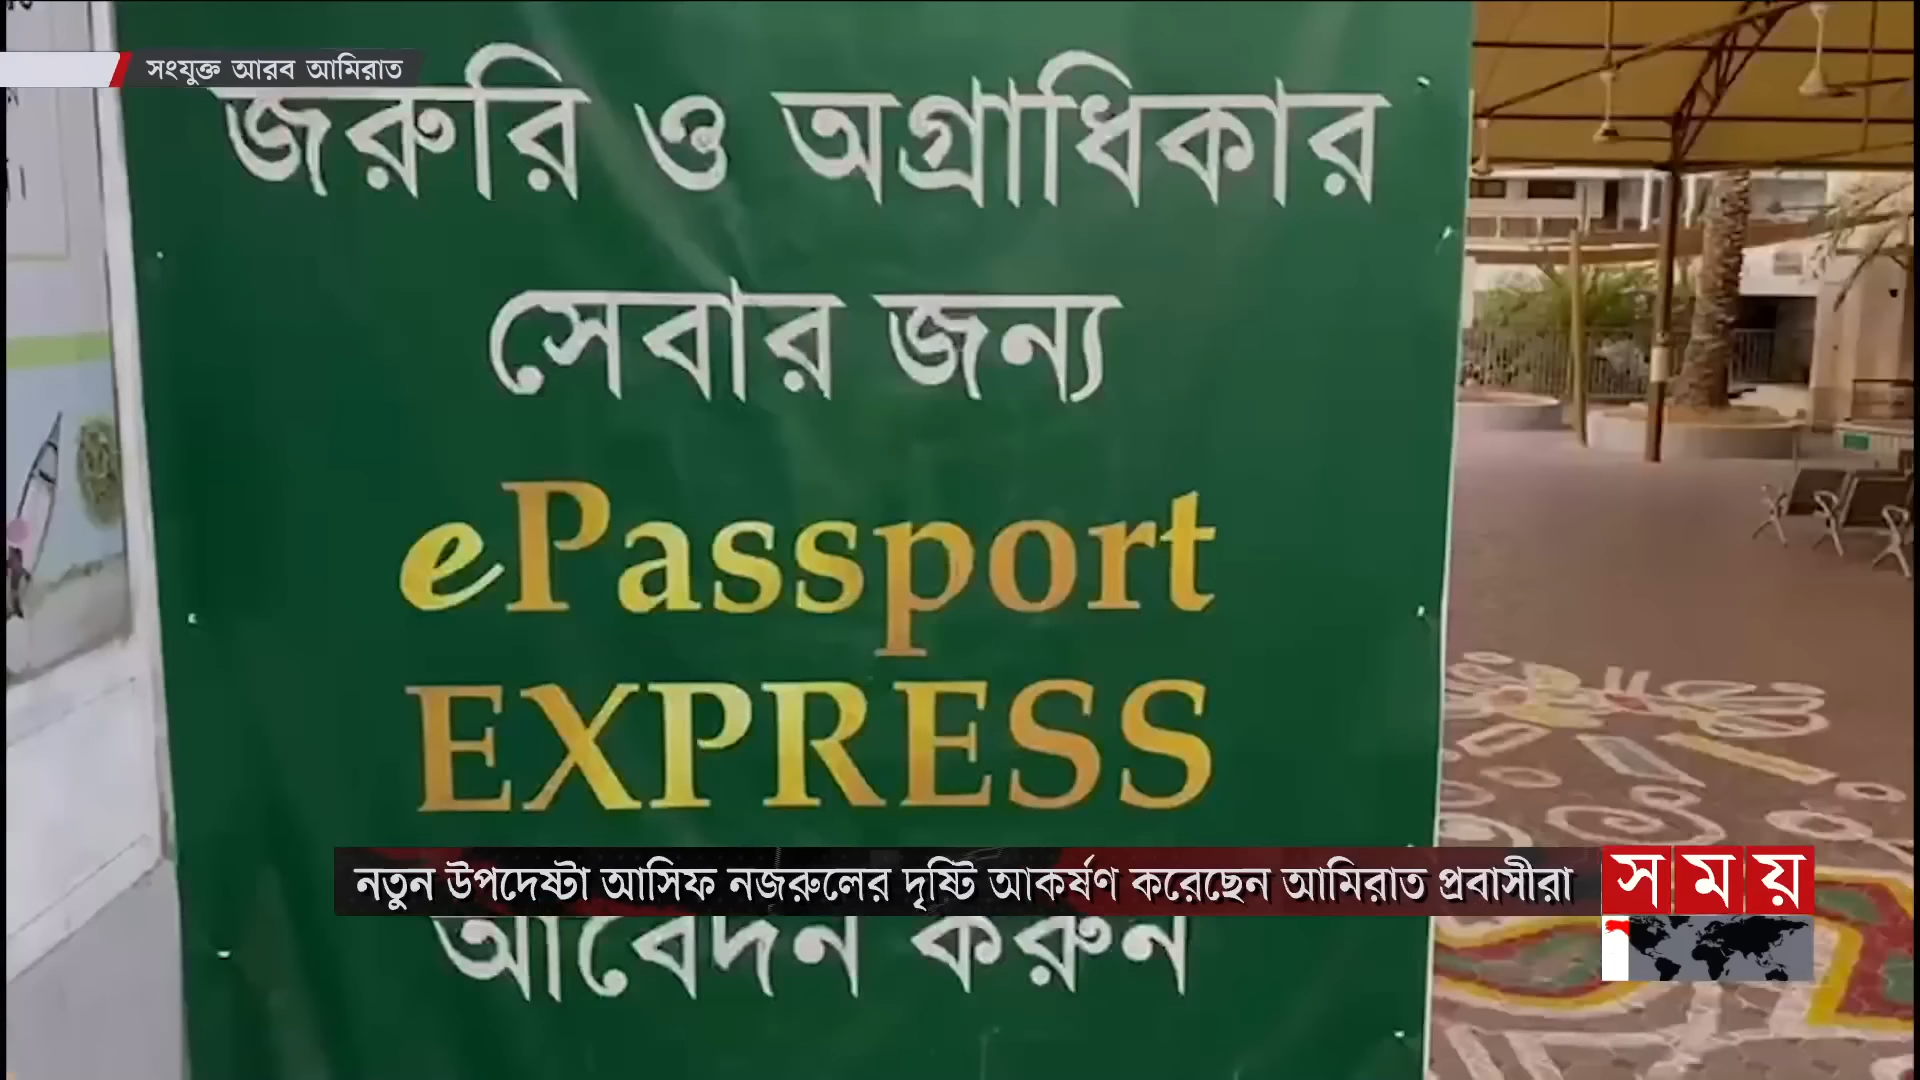 সংযুক্ত আরব আমিরাত
জরুরি ও অগ্রাধিকার
সেবার জন্য
ePassport
EXPRESS
নতুন উপদেষ্টা আসিফ নজরুলের দৃষ্টি আকর্ষণ করেছেন আমিরাত প্রবাসীরা
সময়
আবেদন করুন